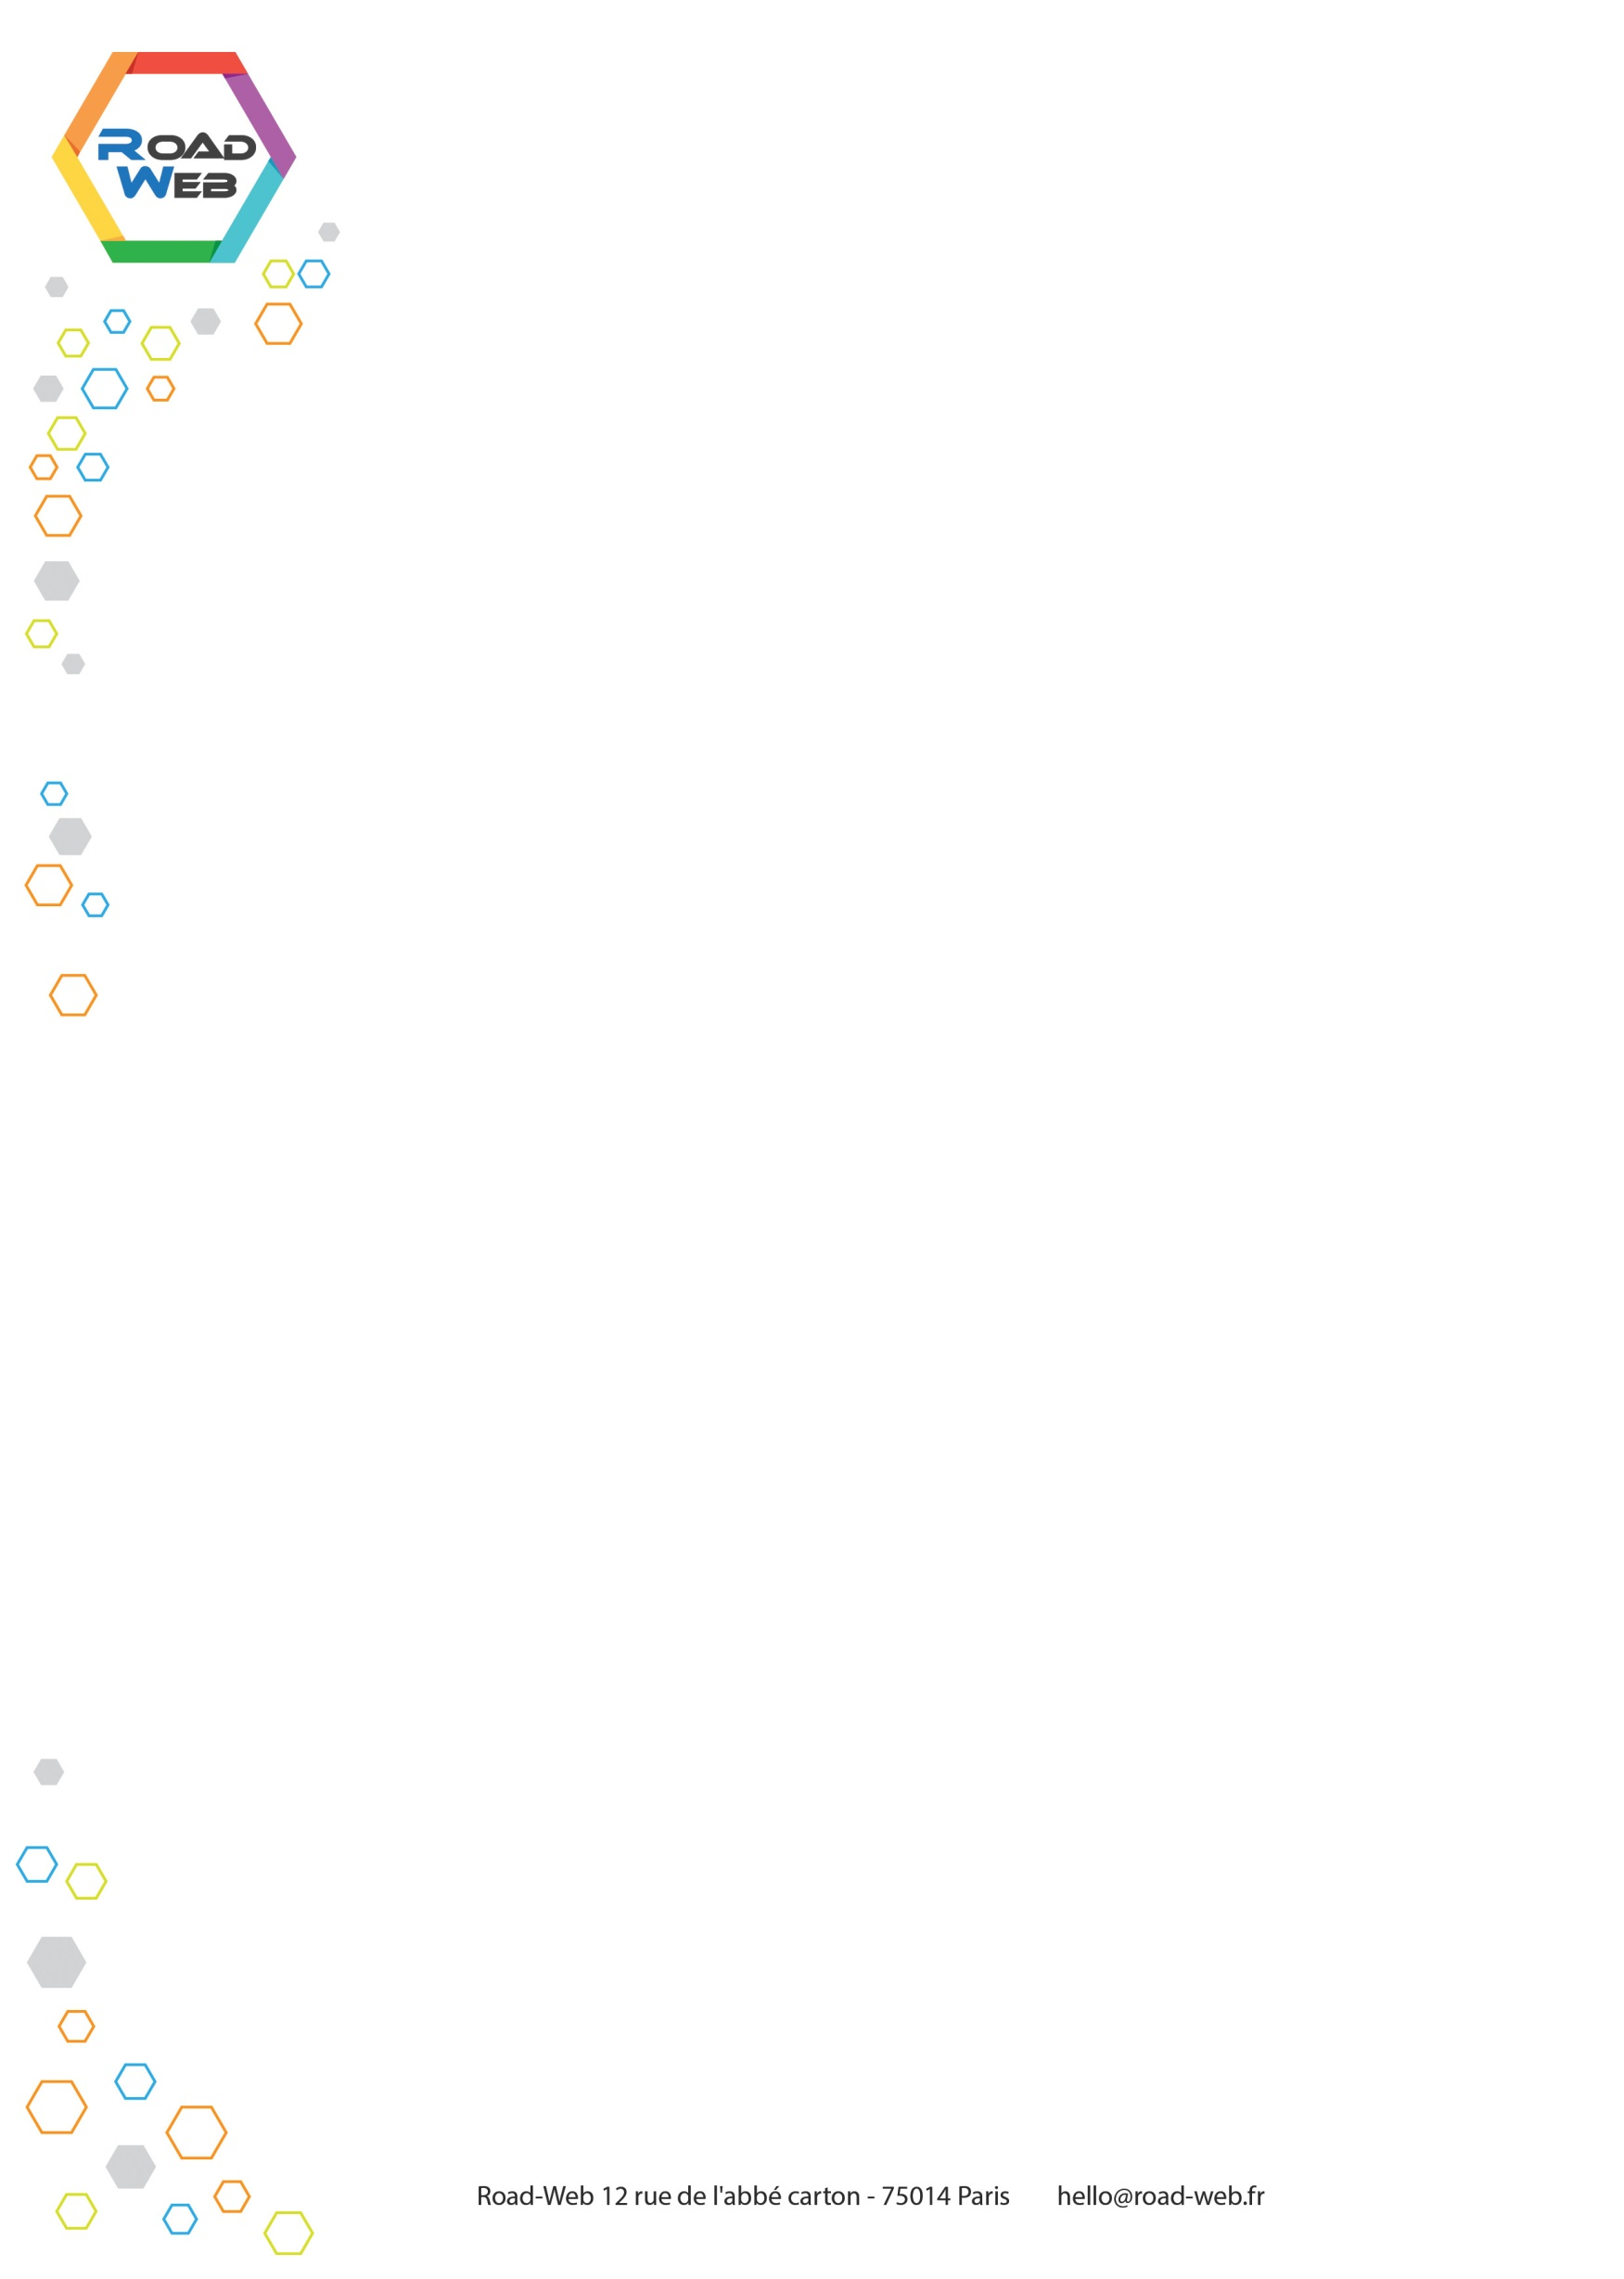 Road
Web
Road-Web 12 rue de l'abbé carton - 75014 Paris hello@road-web.fr